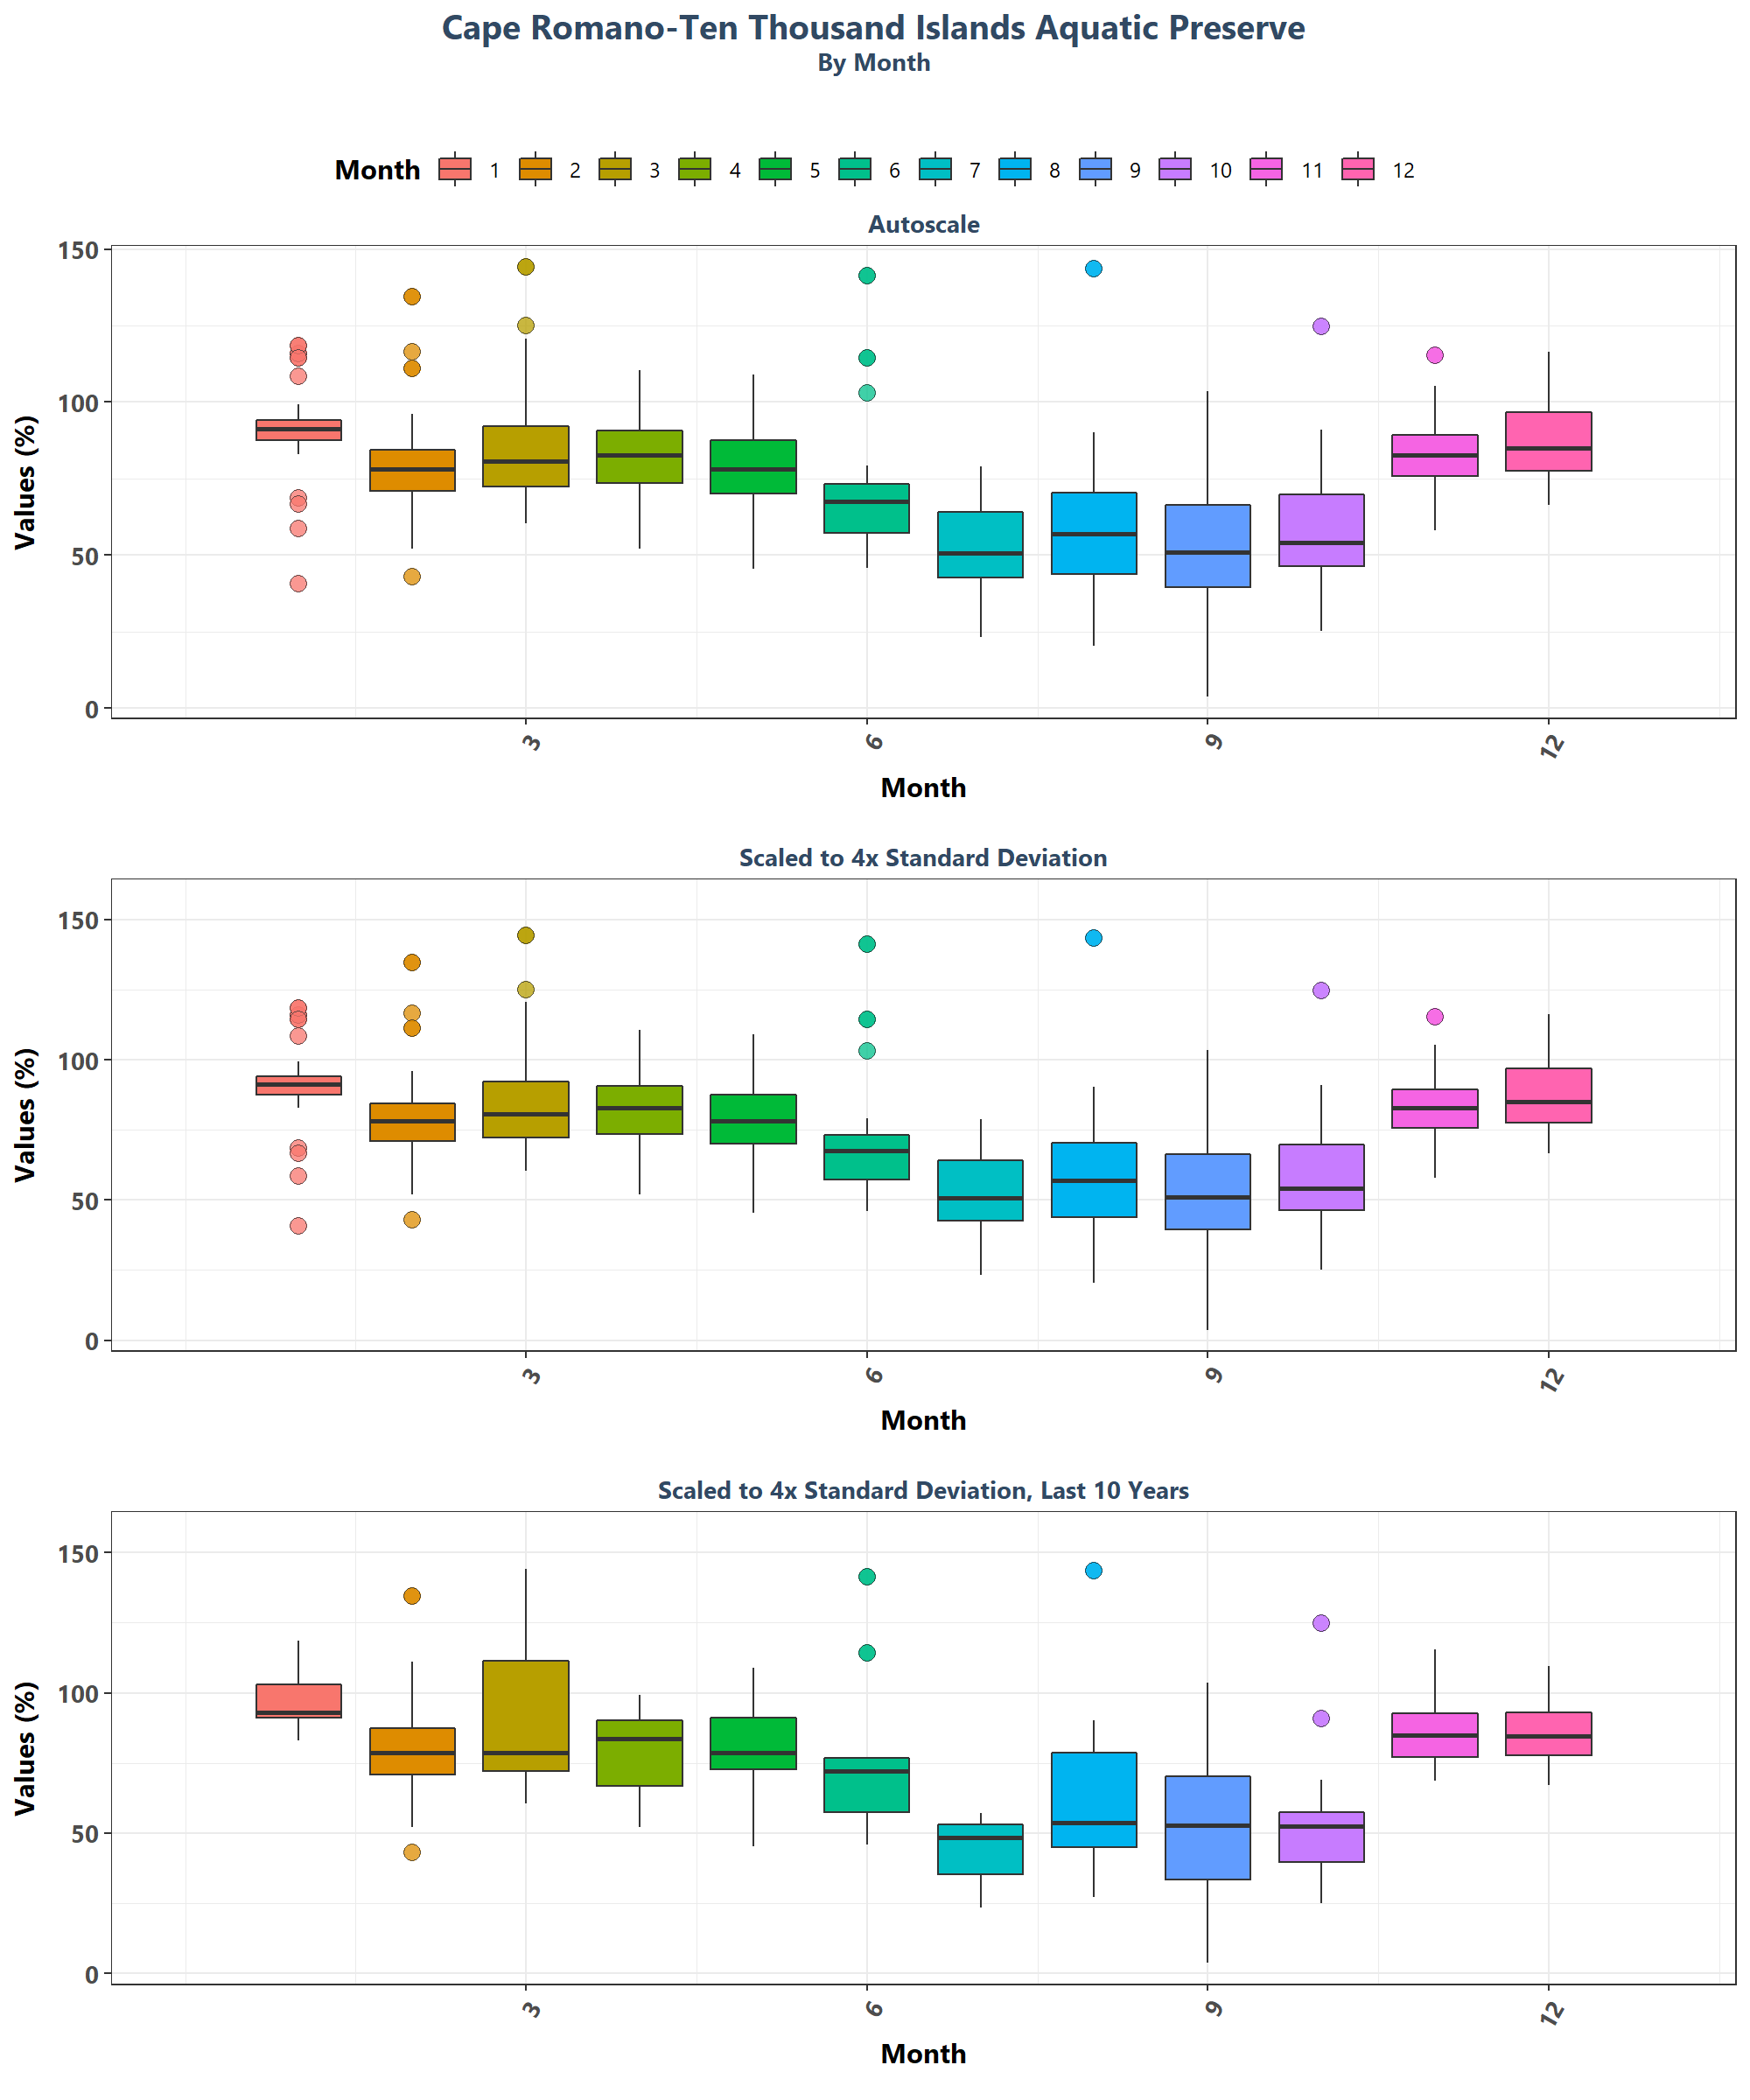 Cape Romano-Ten Thousand Islands Aquatic Preserve
By Month
Month 1 2 3 4 5 6 7 8 9 10 11 12
Autoscale
Values (%)
150
100
50
0
3 6 9 12
Month
Scaled to 4x Standard Deviation
Values (%)
150
100
50
0
3 6 9 12
Month
Scaled to 4x Standard Deviation, Last 10 Years
Values (%)
150
100
50
0
3 6 9 12
Month